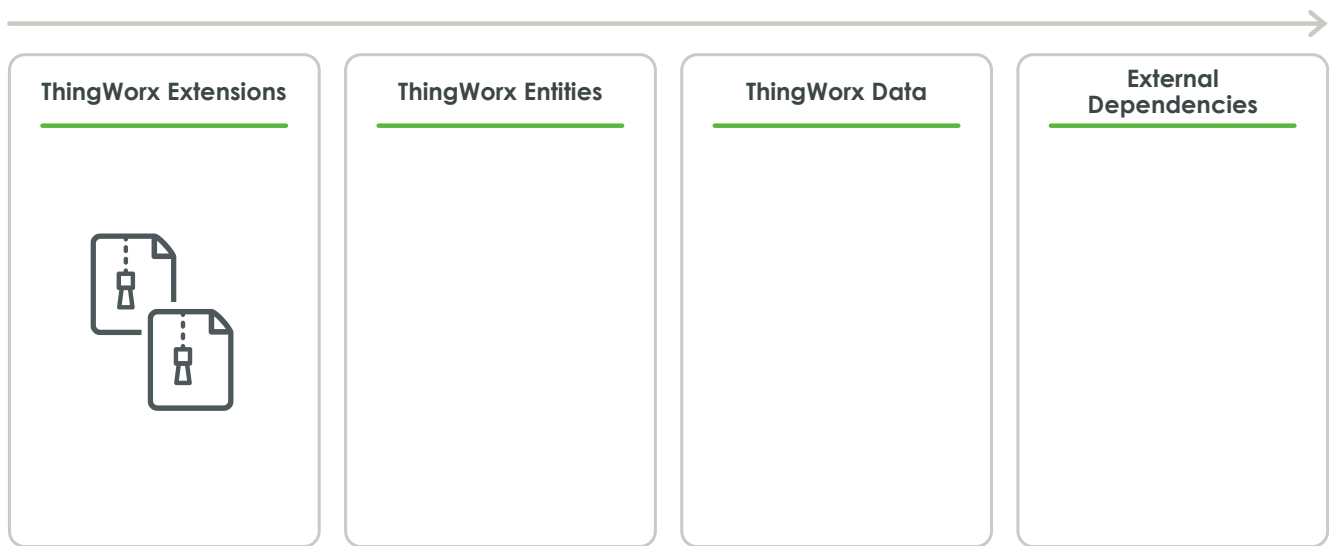 ThingWorx Extensions
ThingWorx Entities
ThingWorx Data
External
Dependencies